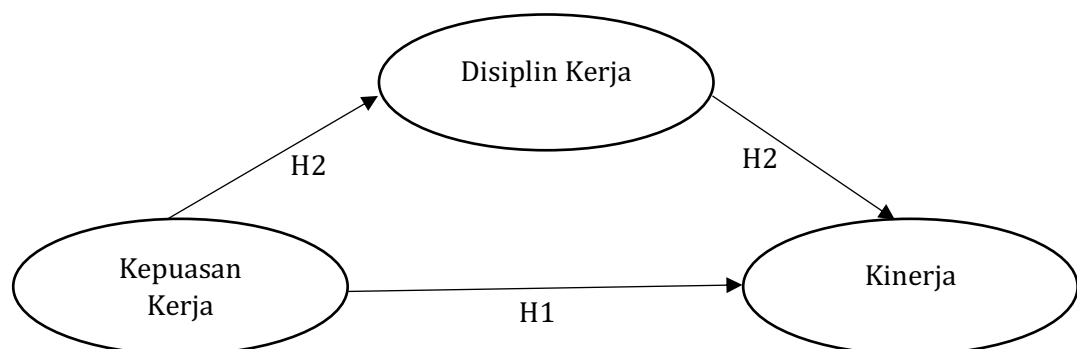 Disiplin Kerja
H2
H2
Kepuasan
Kerja
Kinerja
H1